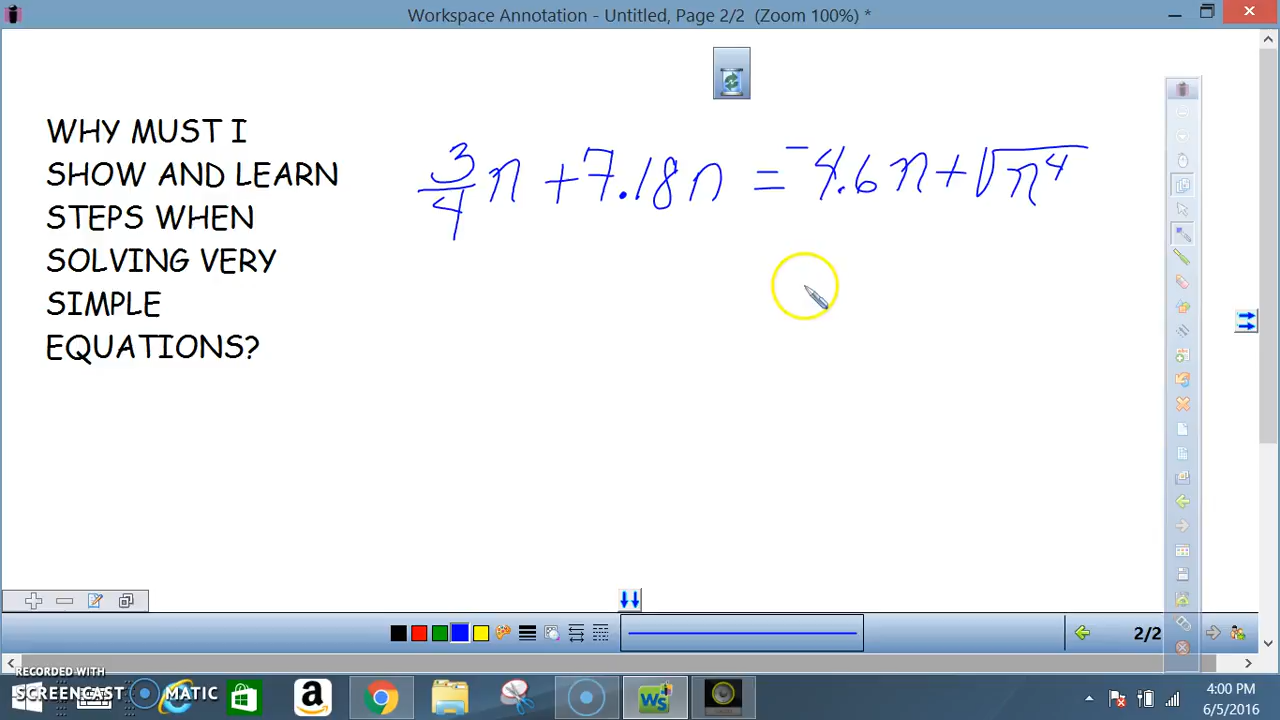 Workspace Annotation - Untitled, Page 2/2 (Zoom 100%) *
WHY MUST I
SHOW AND LEARN
STEPS WHEN
SOLVING VERY
SIMPLE
EQUATIONS?
3/4 n + 7.18n = ⁻4.6n + √n⁴
2/2
RECORDED WITH
SCREENCAST MATIC
4:00 PM
6/5/2016